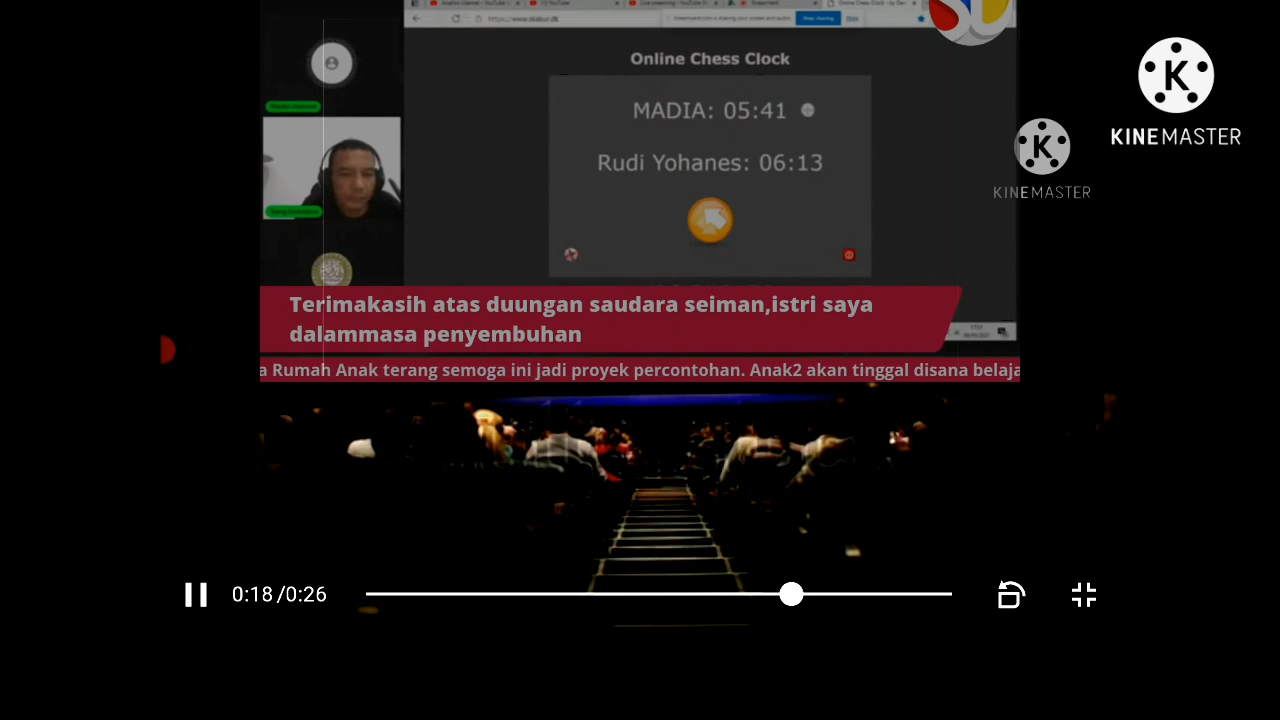 Online Chess Clock
MADIA: 05:41
Rudi Yohanes: 06:13
K
KINEMASTER
K
KINEMASTER
Terimakasih atas duungan saudara seiman,istri saya
dalammasa penyembuhan
a Rumah Anak terang semoga ini jadi proyek percontohan. Anak2 akan tinggal disana belaja
0:18/0:26